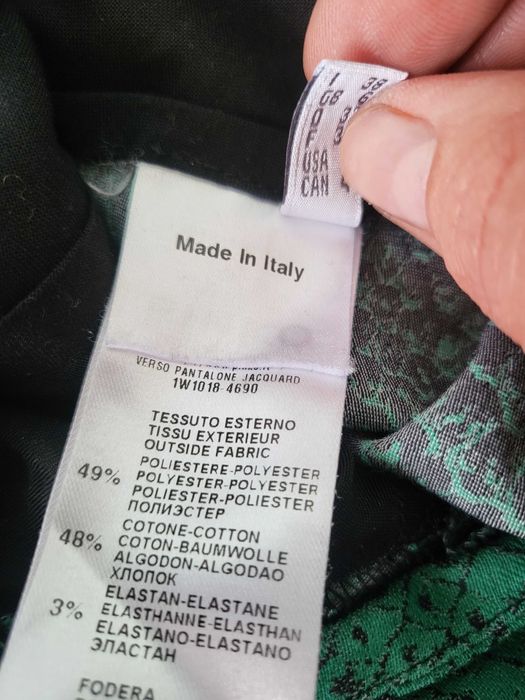 I 38
GB 6
D
F
USA
CAN
Made In Italy
VERSO PANTALONE JACQUARD
1W1018-4690
TESSUTO ESTERNO
TISSU EXTERIEUR
OUTSIDE FABRIC
49% POLIESTERE-POLYESTER
POLYESTER-POLYESTER
POLIESTER-POLIESTER
ПОЛИЭСТЕР
48% COTONE-COTTON
COTON-BAUMWOLLE
ALGODON-ALGODAO
ХЛОПОК
3% ELASTAN-ELASTANE
ELASTHANNE-ELASTHAN
ELASTANO-ELASTANO
ЭЛАСТАН
FODERA